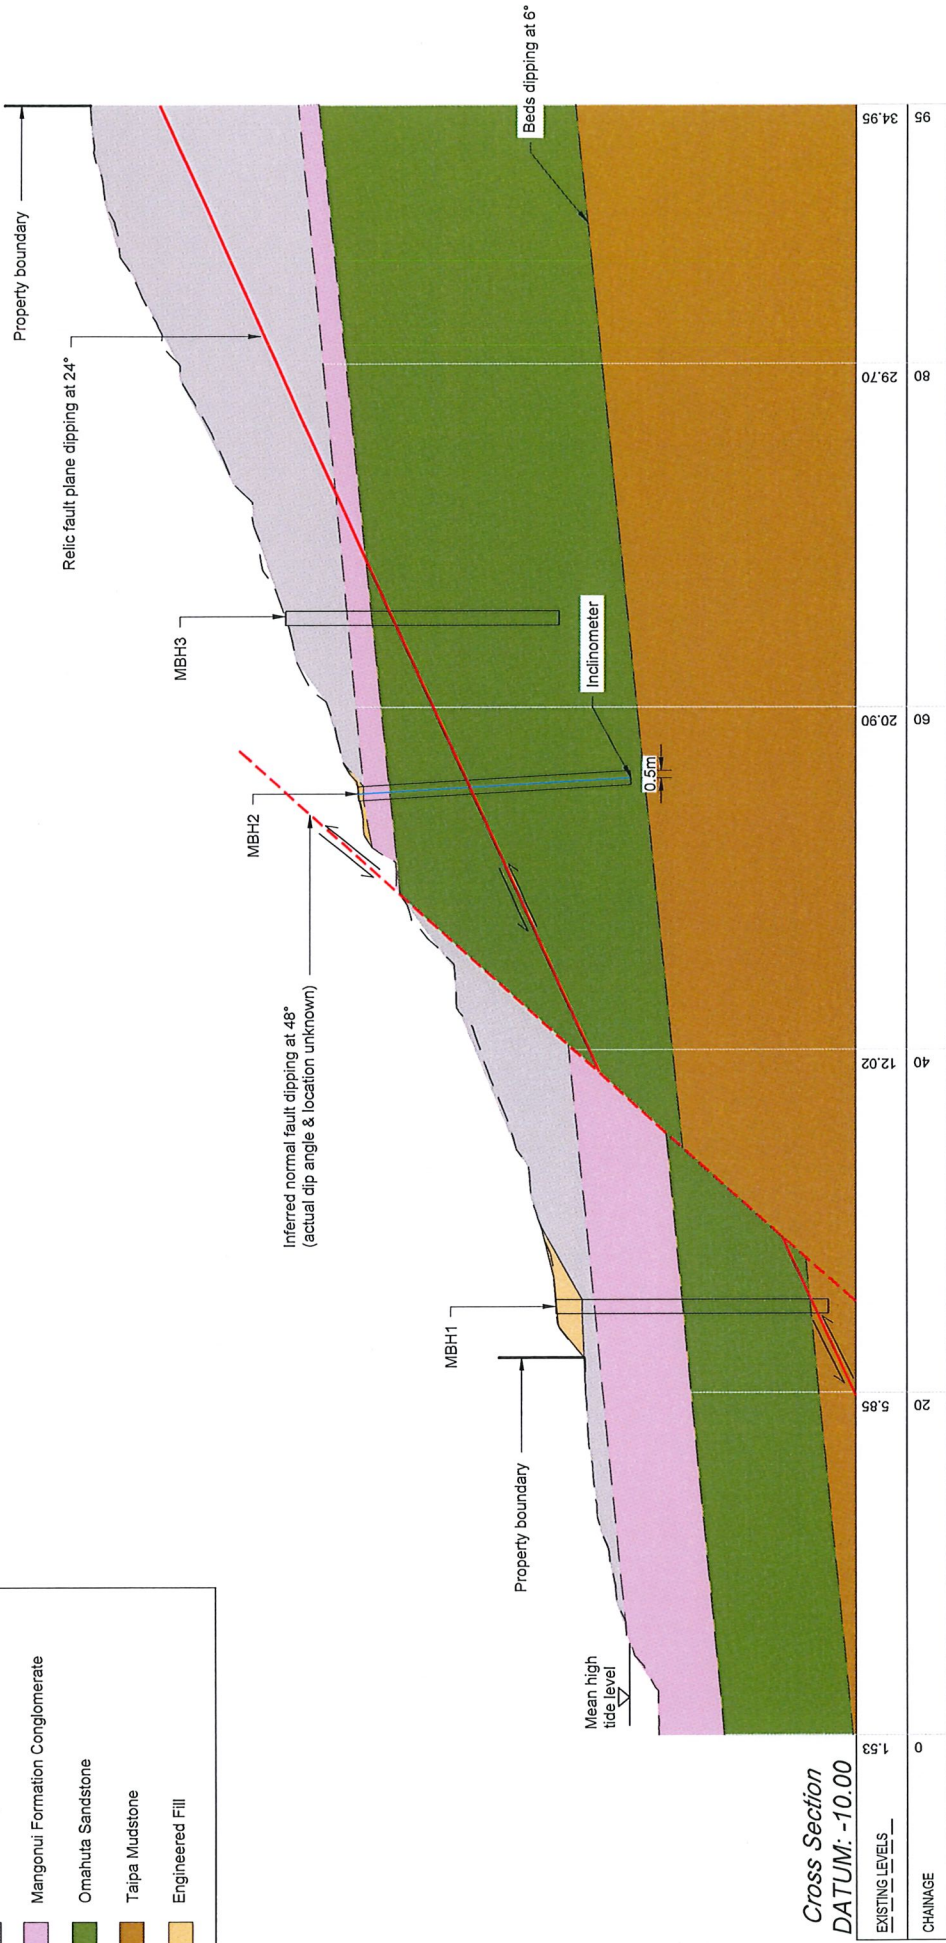 Mangonui Formation Conglomerate
Omahuta Sandstone
Taipa Mudstone
Engineered Fill
Property boundary
Relic fault plane dipping at 24°
MBH3
MBH2
Inferred normal fault dipping at 48°
(actual dip angle & location unknown)
MBH1
Property boundary
Mean high
tide level
Beds dipping at 6°
Inclinometer
0.5m
Cross Section
DATUM: -10.00
EXISTING LEVELS
1.53
5.85
12.02
20.90
29.70
34.95
CHAINAGE
0
20
40
60
80
95